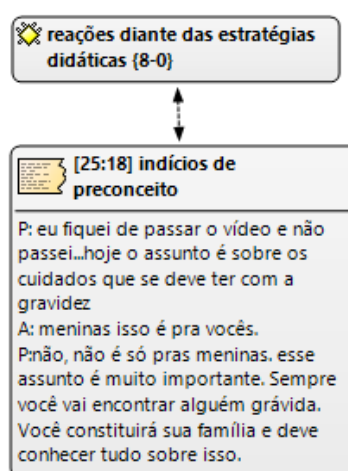 reações diante das estratégias
didáticas {8-0}
[25:18] indícios de
preconceito
P: eu fiquei de passar o vídeo e não
passei...hoje o assunto é sobre os
cuidados que se deve ter com a
gravidez
A: meninas isso é pra vocês.
P:não, não é só pras meninas. esse
assunto é muito importante. Sempre
você vai encontrar alguém grávida.
Você constituirá sua família e deve
conhecer tudo sobre isso.